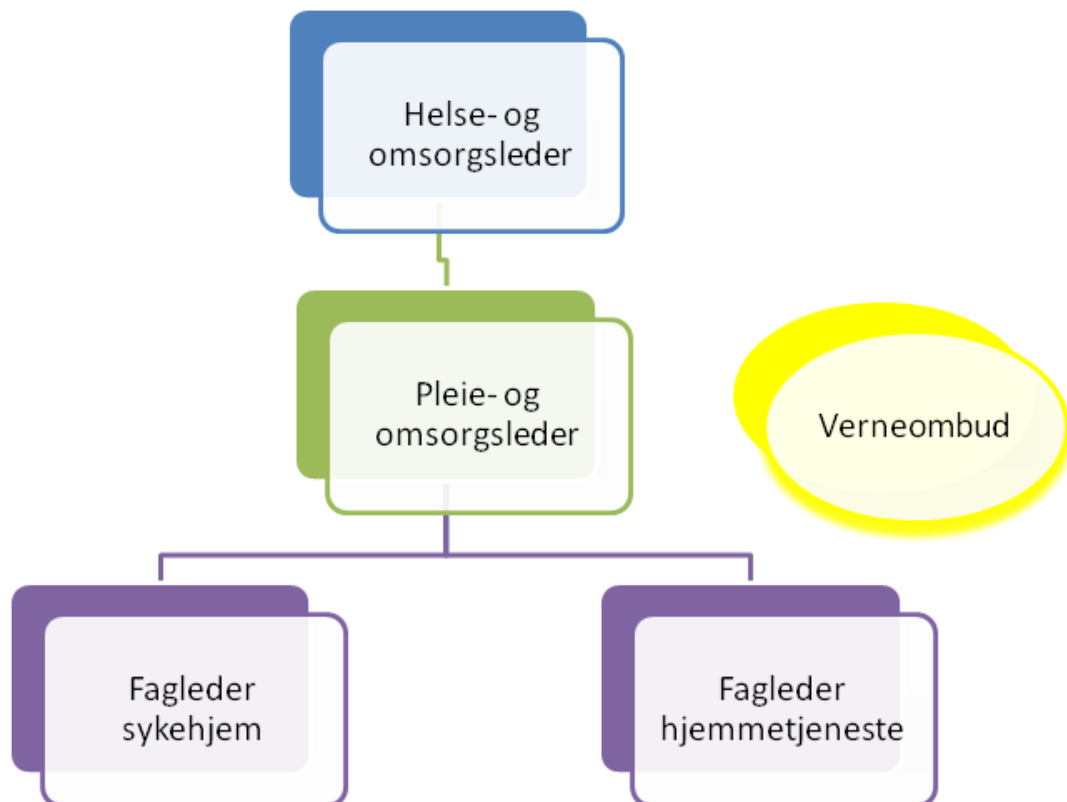 Helse- og
omsorgsleder
Pleie- og
omsorgsleder
Verneombud
Fagleder
sykehjem
Fagleder
hjemmetjeneste